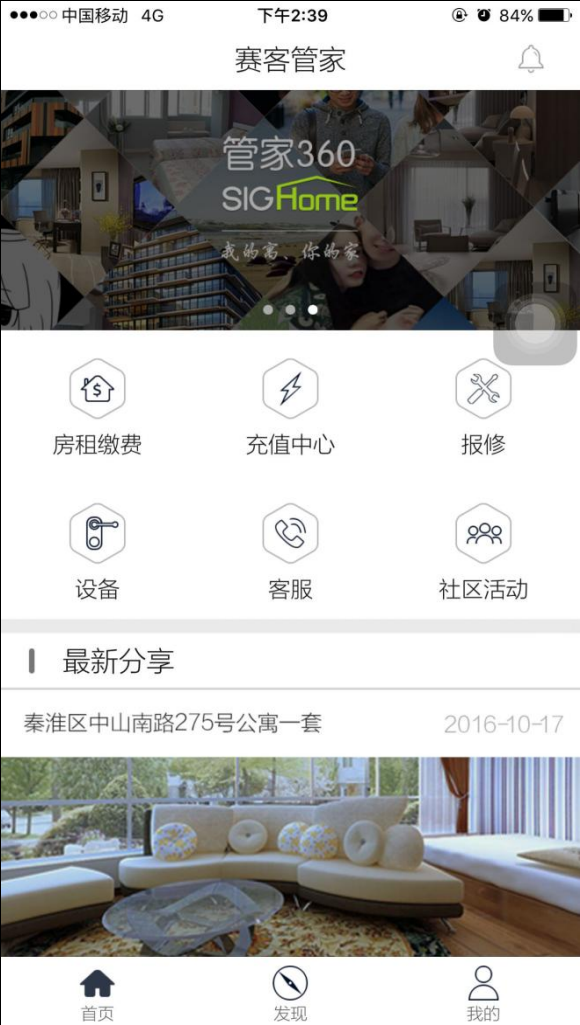 中国移动 4G 下午2:39 84%
赛客管家
管家360
SIGHome
我的寓、你的家
房租缴费 充值中心 报修
设备 客服 社区活动
最新分享
秦淮区中山南路275号公寓一套 2016-10-17
首页 发现 我的